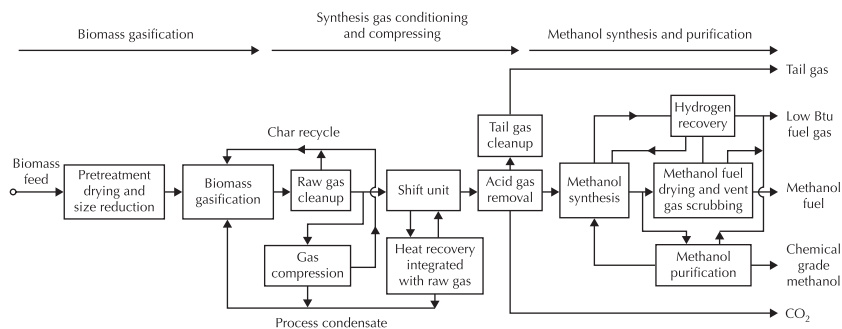 Biomass gasification
Synthesis gas conditioning
and compressing
Methanol synthesis and purification
Tail gas
Hydrogen
recovery
Low Btu
fuel gas
Tail gas
cleanup
Char recycle
Biomass
feed
Pretreatment
drying and
size reduction
Biomass
gasification
Raw gas
cleanup
Shift unit
Acid gas
removal
Methanol
synthesis
Methanol fuel
drying and vent
gas scrubbing
Methanol
fuel
Gas
compression
Heat recovery
integrated
with raw gas
Methanol
purification
Chemical
grade
methanol
Process condensate
CO₂